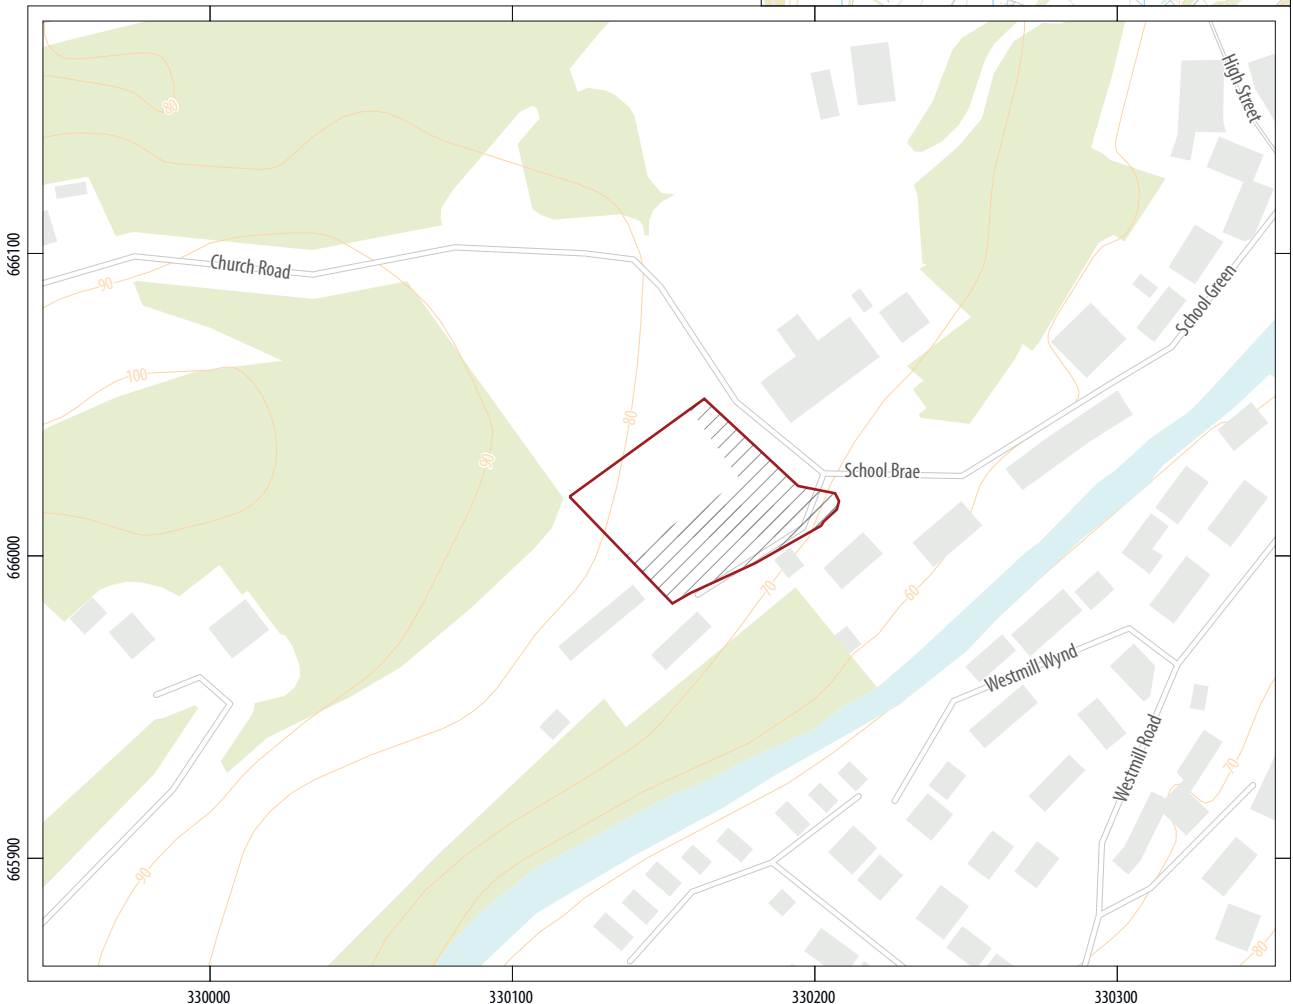 High Street
80
666100
Church Road
90
School Green
100
80
90
School Brae
666000
70
60
Westmill Wynd
Westmill Road
70
665900
90
80
330000
330100
330200
330300